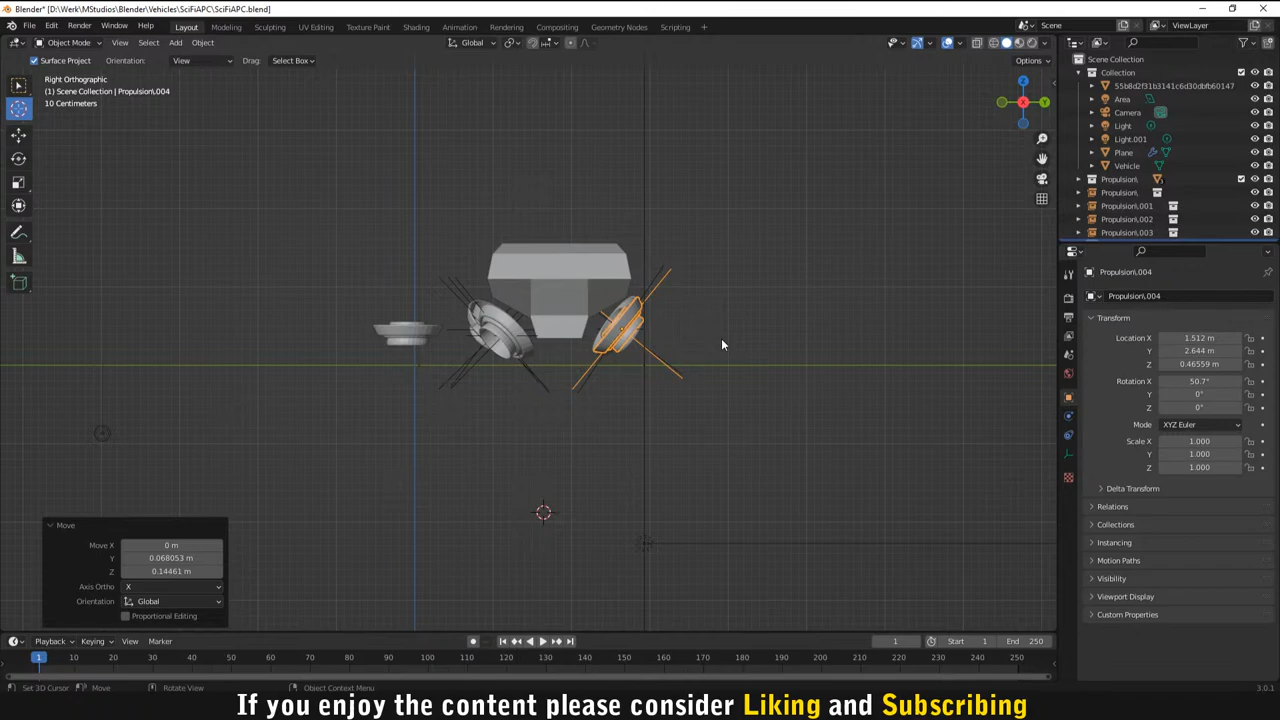 Blender* [D:\Werk\MStudios\Blender\Vehicles\SciFiAPC\SciFiAPC.blend]
File Edit Render Window Help Layout Modeling Sculpting UV Editing Texture Paint Shading Animation Rendering Compositing Geometry Nodes Scripting Scene ViewLayer
Object Mode View Select Add Object Global
Surface Project Orientation: View Drag: Select Box Options
Right Orthographic
(1) Scene Collection | Propulsion\.004
10 Centimeters
Z
X
Y
Scene Collection
Collection
55b8d2f31b3141c6d30dbfb60147
Area
Camera
Light
Light.001
Plane
Vehicle
Propulsion\
Propulsion\
Propulsion\.001
Propulsion\.002
Propulsion\.003
Propulsion\.004
Propulsion\.004
Transform
Location X 1.512 m
Y 2.644 m
Z 0.46559 m
Rotation X 50.7°
Y 0°
Z 0°
Mode XYZ Euler
Scale X 1.000
Y 1.000
Z 1.000
Delta Transform
Relations
Collections
Instancing
Motion Paths
Visibility
Viewport Display
Custom Properties
Move
Move X 0 m
Y 0.068053 m
Z 0.14461 m
Axis Ortho X
Orientation Global
Proportional Editing
Playback Keying View Marker 1 Start 1 End 250
1 10 20 30 40 50 60 70 80 90 100 110 120 130 140 150 160 170 180 190 200 210 220 230 240 250
Set 3D Cursor Move Rotate View Object Context Menu 3.0.1
If you enjoy the content please consider Liking and Subscribing